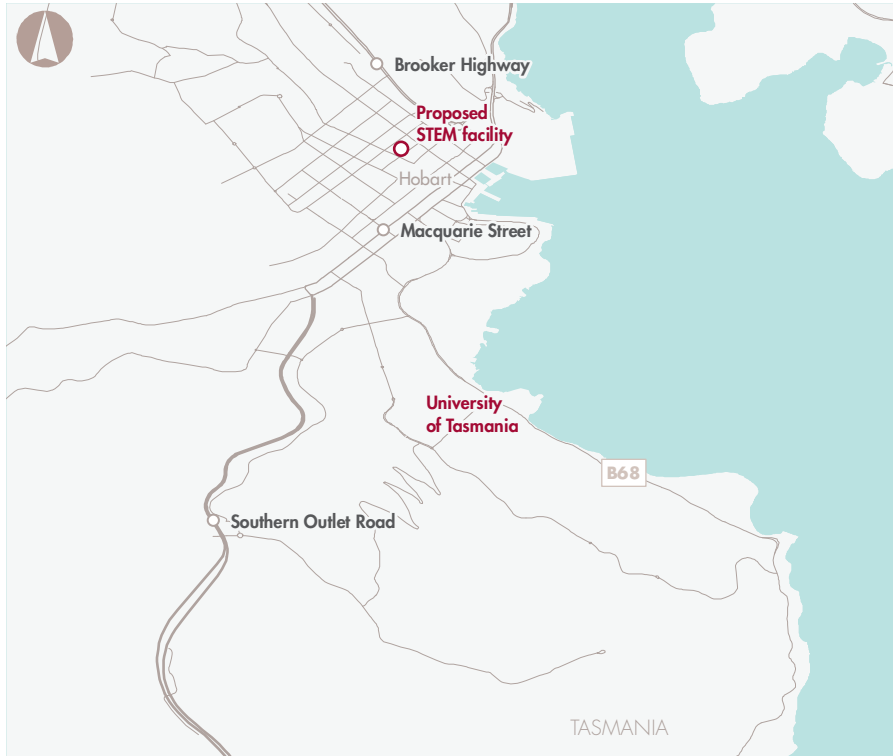 Brooker Highway
Proposed
STEM facility
Hobart
Macquarie Street
University
of Tasmania
B68
Southern Outlet Road
TASMANIA